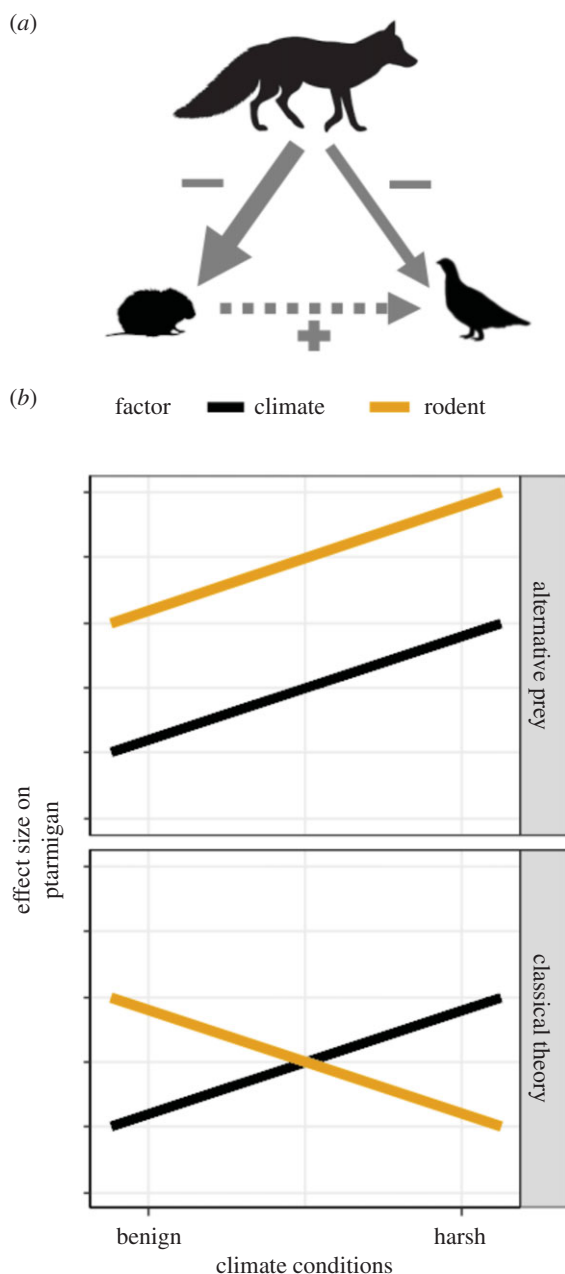 (a)
(b)
factor climate rodent
alternative prey
effect size on
ptarmigan
classical theory
benign harsh
climate conditions